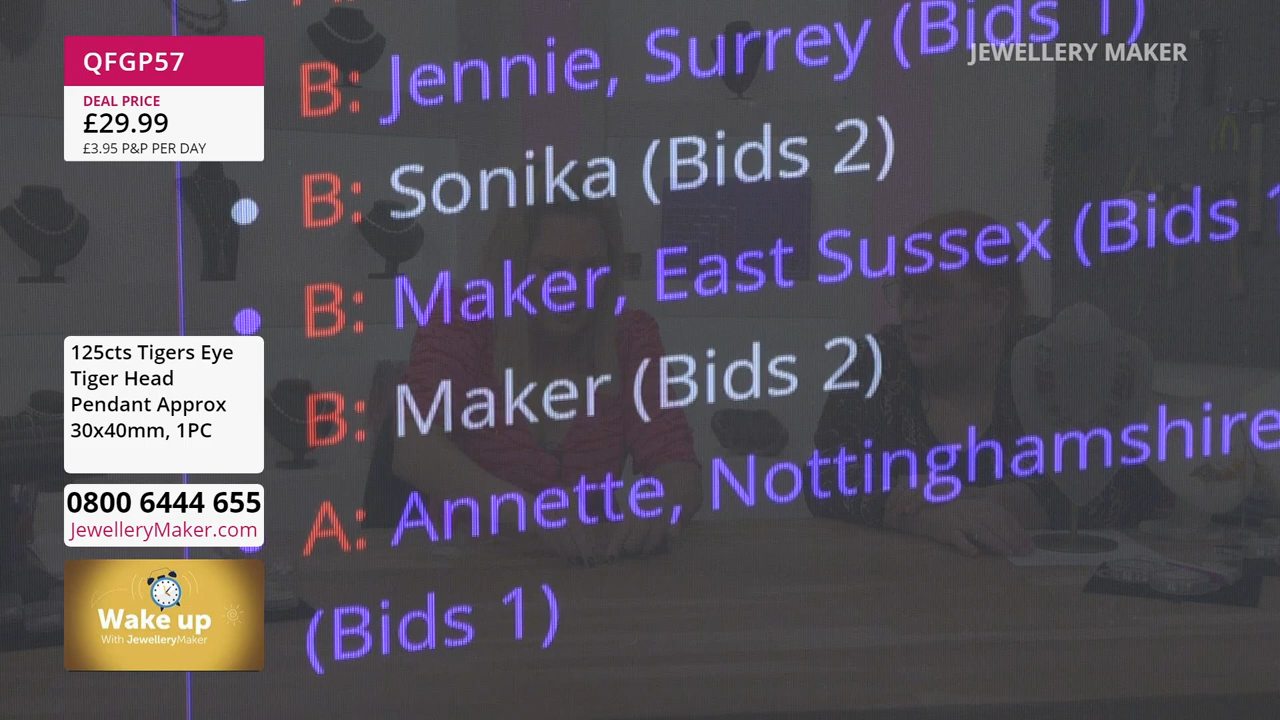 QFGP57
DEAL PRICE
£29.99
£3.95 P&P PER DAY
JEWELLERY MAKER
B: Jennie, Surrey (Bids 1)
B: Sonika (Bids 2)
B: Maker, East Sussex (Bids
B: Maker (Bids 2)
A: Annette, Nottinghamshire
(Bids 1)
125cts Tigers Eye
Tiger Head
Pendant Approx
30x40mm, 1PC
0800 6444 655
JewelleryMaker.com
Wake up
With JewelleryMaker